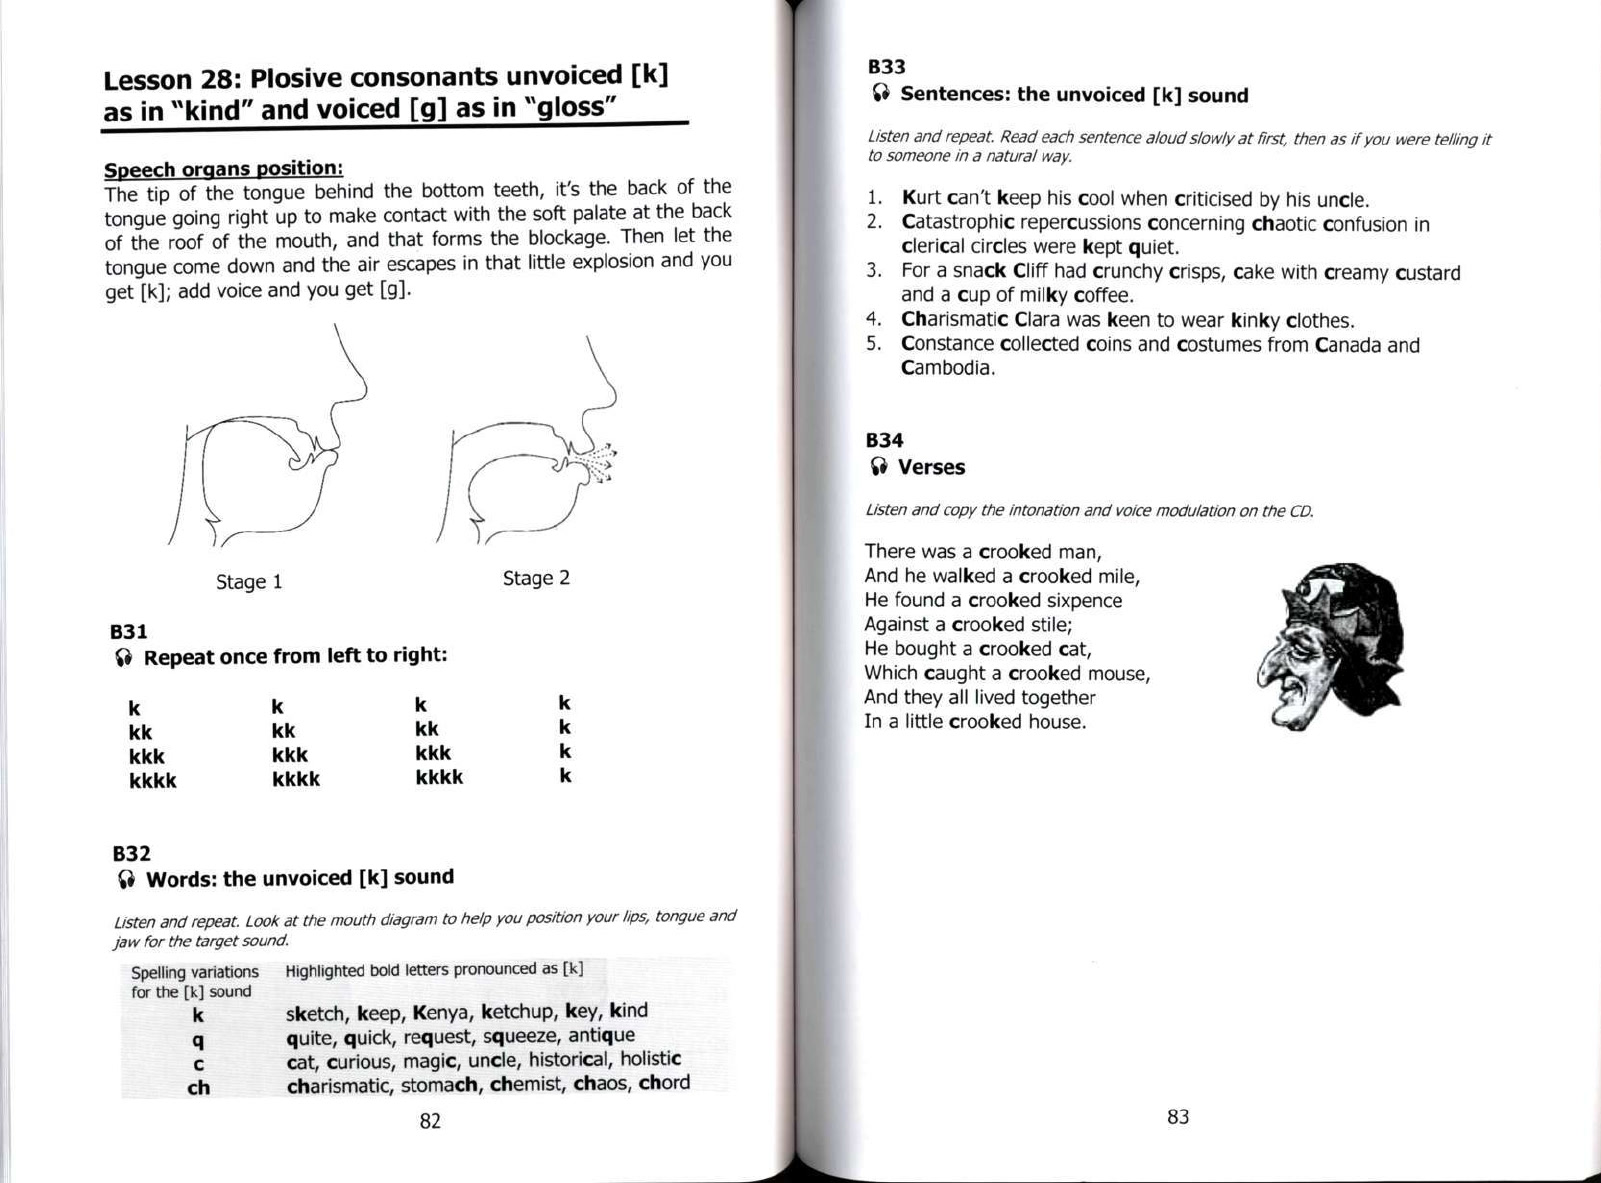 Lesson 28: Plosive consonants unvoiced [k]
as in "kind" and voiced [g] as in "gloss"
Speech organs position:
The tip of the tongue behind the bottom teeth, it's the back of the
tongue going right up to make contact with the soft palate at the back
of the roof of the mouth, and that forms the blockage. Then let the
tongue come down and the air escapes in that little explosion and you
get [k]; add voice and you get [g].
Stage 1 Stage 2
B31
Repeat once from left to right:
k k k k
kk kk kk k
kkk kkk kkk k
kkkk kkkk kkkk k
B32
Words: the unvoiced [k] sound
Listen and repeat. Look at the mouth diagram to help you position your lips, tongue and
jaw for the target sound.
Spelling variations Highlighted bold letters pronounced as [k]
for the [k] sound
k sketch, keep, Kenya, ketchup, key, kind
q quite, quick, request, squeeze, antique
c cat, curious, magic, uncle, historical, holistic
ch charismatic, stomach, chemist, chaos, chord
82
B33
Sentences: the unvoiced [k] sound
Listen and repeat. Read each sentence aloud slowly at first, then as if you were telling it
to someone in a natural way.
1. Kurt can't keep his cool when criticised by his uncle.
2. Catastrophic repercussions concerning chaotic confusion in
clerical circles were kept quiet.
3. For a snack Cliff had crunchy crisps, cake with creamy custard
and a cup of milky coffee.
4. Charismatic Clara was keen to wear kinky clothes.
5. Constance collected coins and costumes from Canada and
Cambodia.
B34
Verses
Listen and copy the intonation and voice modulation on the CD.
There was a crooked man,
And he walked a crooked mile,
He found a crooked sixpence
Against a crooked stile;
He bought a crooked cat,
Which caught a crooked mouse,
And they all lived together
In a little crooked house.
83